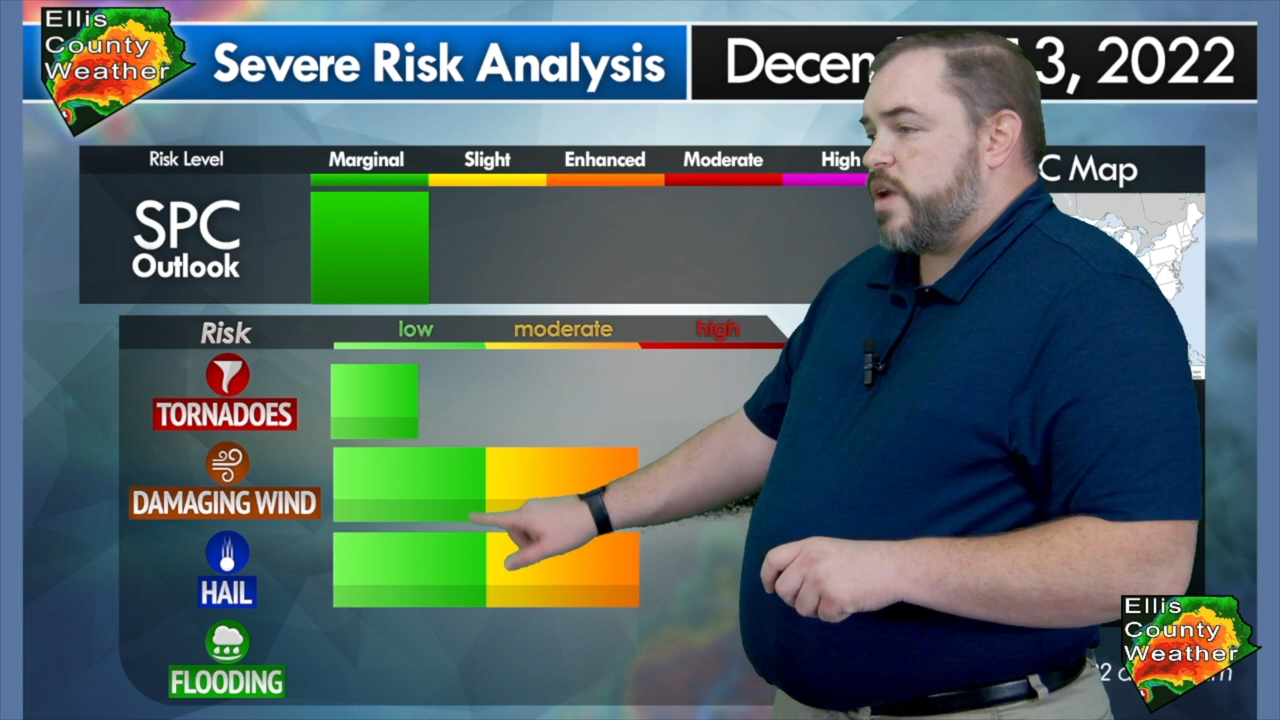 Ellis
County
Weather
Severe Risk Analysis
3, 2022
Risk Level
Marginal
Slight
Enhanced
Moderate
High
C Map
SPC
Outlook
Risk
low
moderate
high
TORNADOES
DAMAGING WIND
HAIL
FLOODING
Ellis
County
Weather